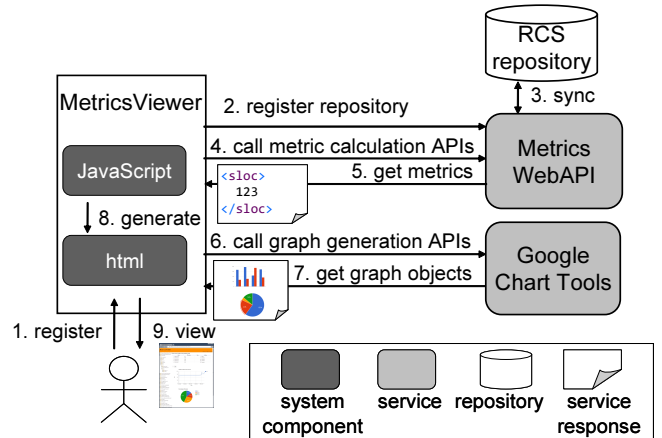 RCS
repository
MetricsViewer
2. register repository
3. sync
4. call metric calculation APIs
Metrics
WebAPI
JavaScript
5. get metrics
<sloc>
123
</sloc>
8. generate
6. call graph generation APIs
html
Google
Chart Tools
7. get graph objects
1. register
9. view
system
component
service
repository
service
response